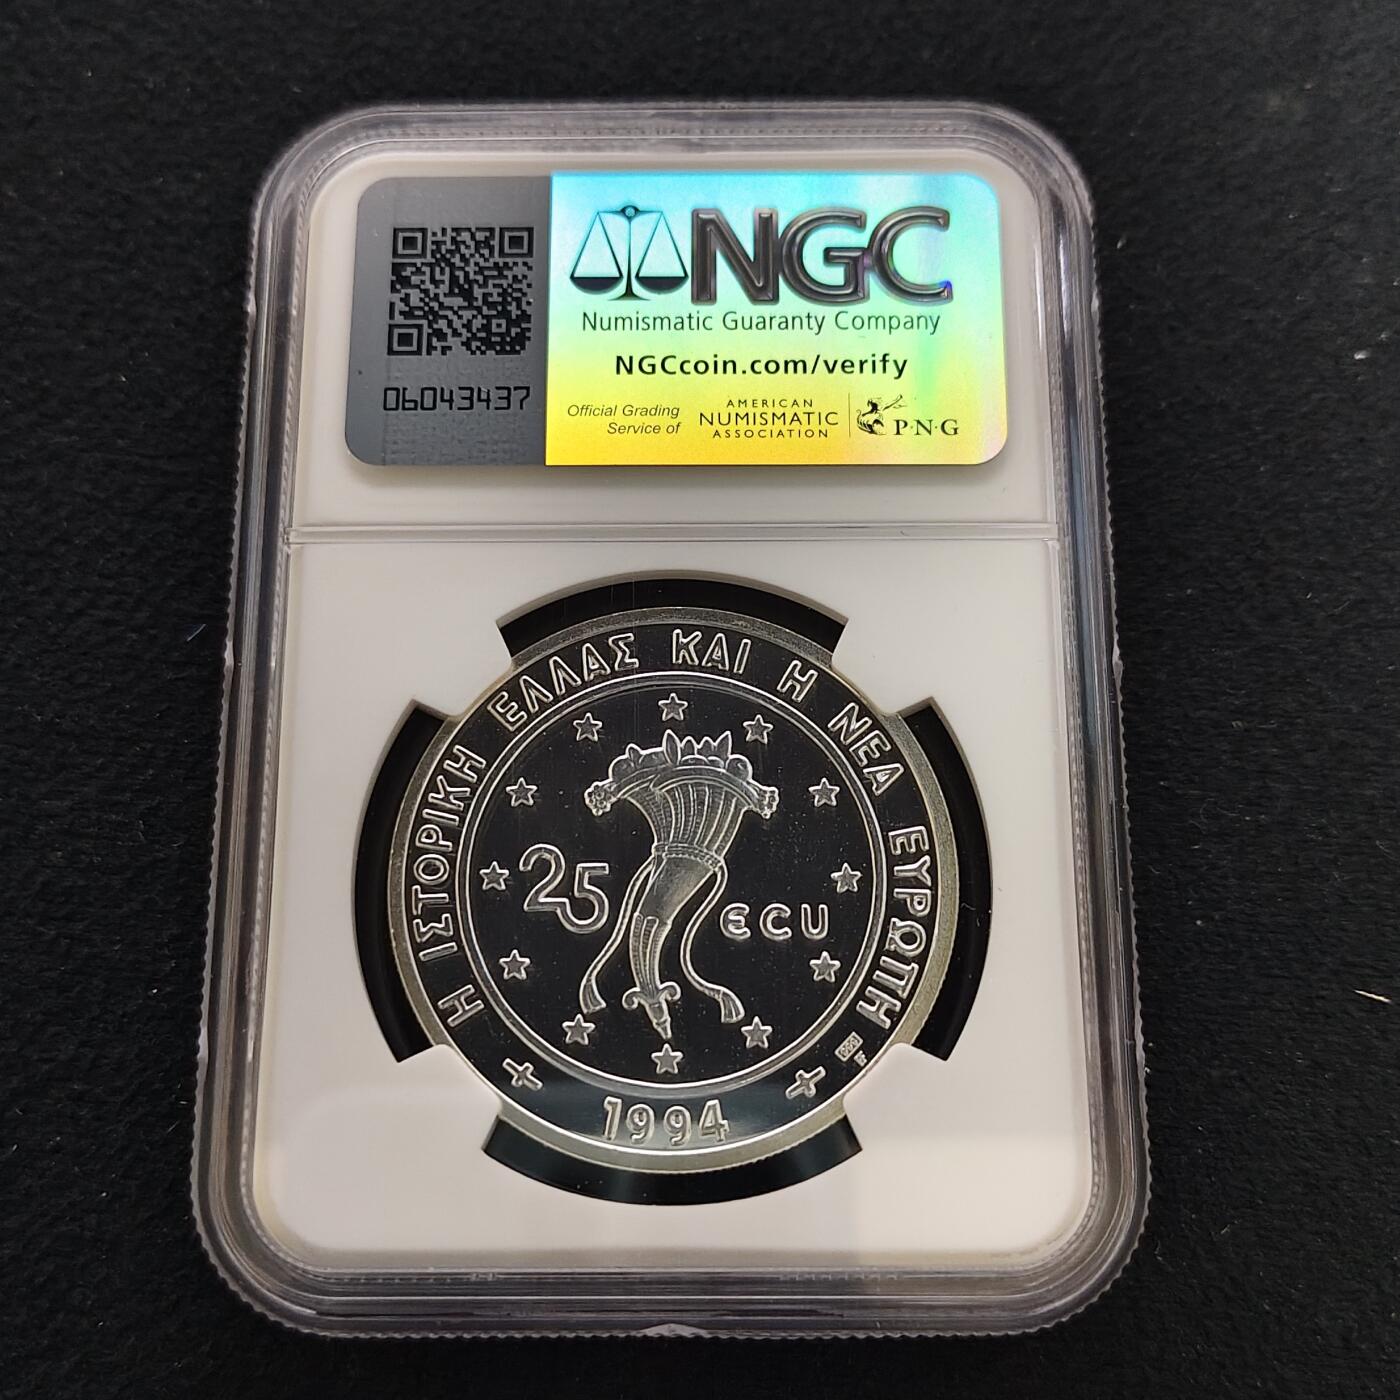 NGC
Numismatic Guaranty Company
NGCcoin.com/verify
06043437
Official Grading
Service of
AMERICAN
NUMISMATIC
ASSOCIATION
P·N·G
Η ΙΣΤΟΡΙΚΗ ΕΛΛΑΣ ΚΑΙ Η ΝΕΑ ΕΥΡΩΠΗ
25
ECU
999
1994